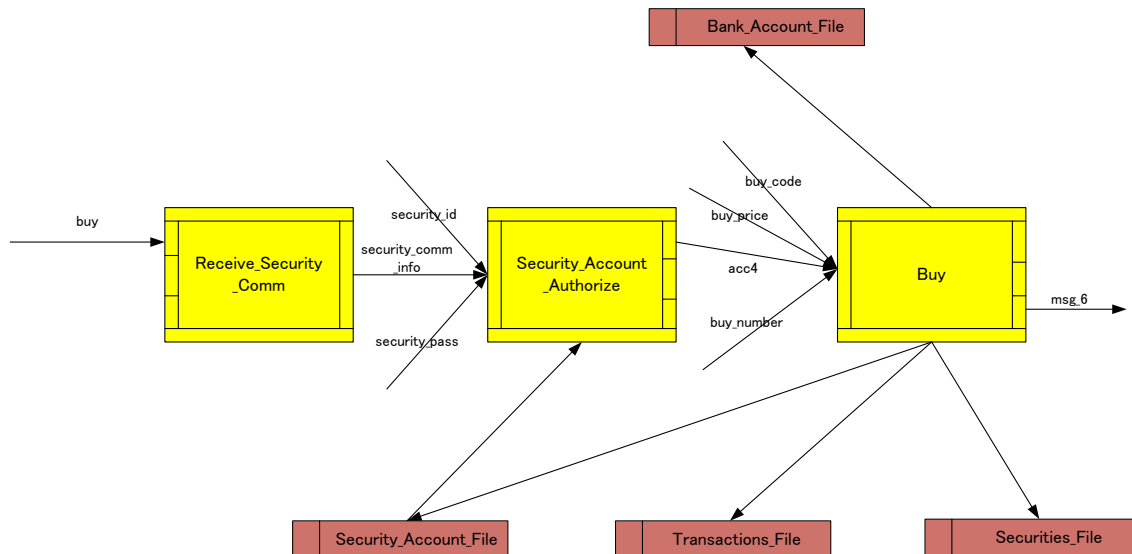 Bank_Account_File
buy_code
buy_price
security_id
buy
security_comm
_info
Receive_Security
_Comm
Security_Account
_Authorize
acc4
Buy
msg_6
buy_number
security_pass
Security_Account_File
Transactions_File
Securities_File